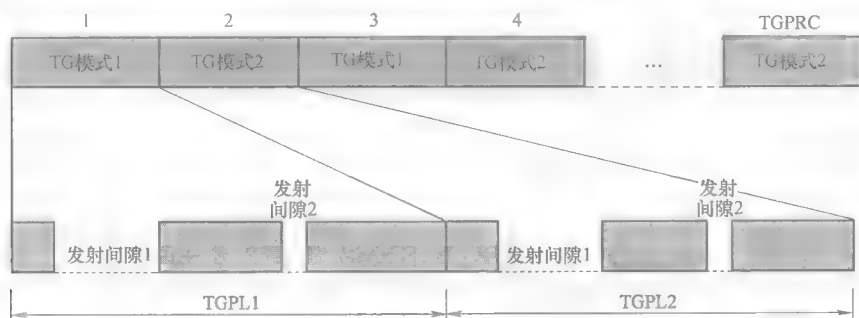 1 2 3 4 TGPRC
TG模式1 TG模式2 TG模式1 TG模式2 … TG模式2
发射
间隙2
发射
间隙2
发射间隙1 发射间隙1
TGPL1 TGPL2